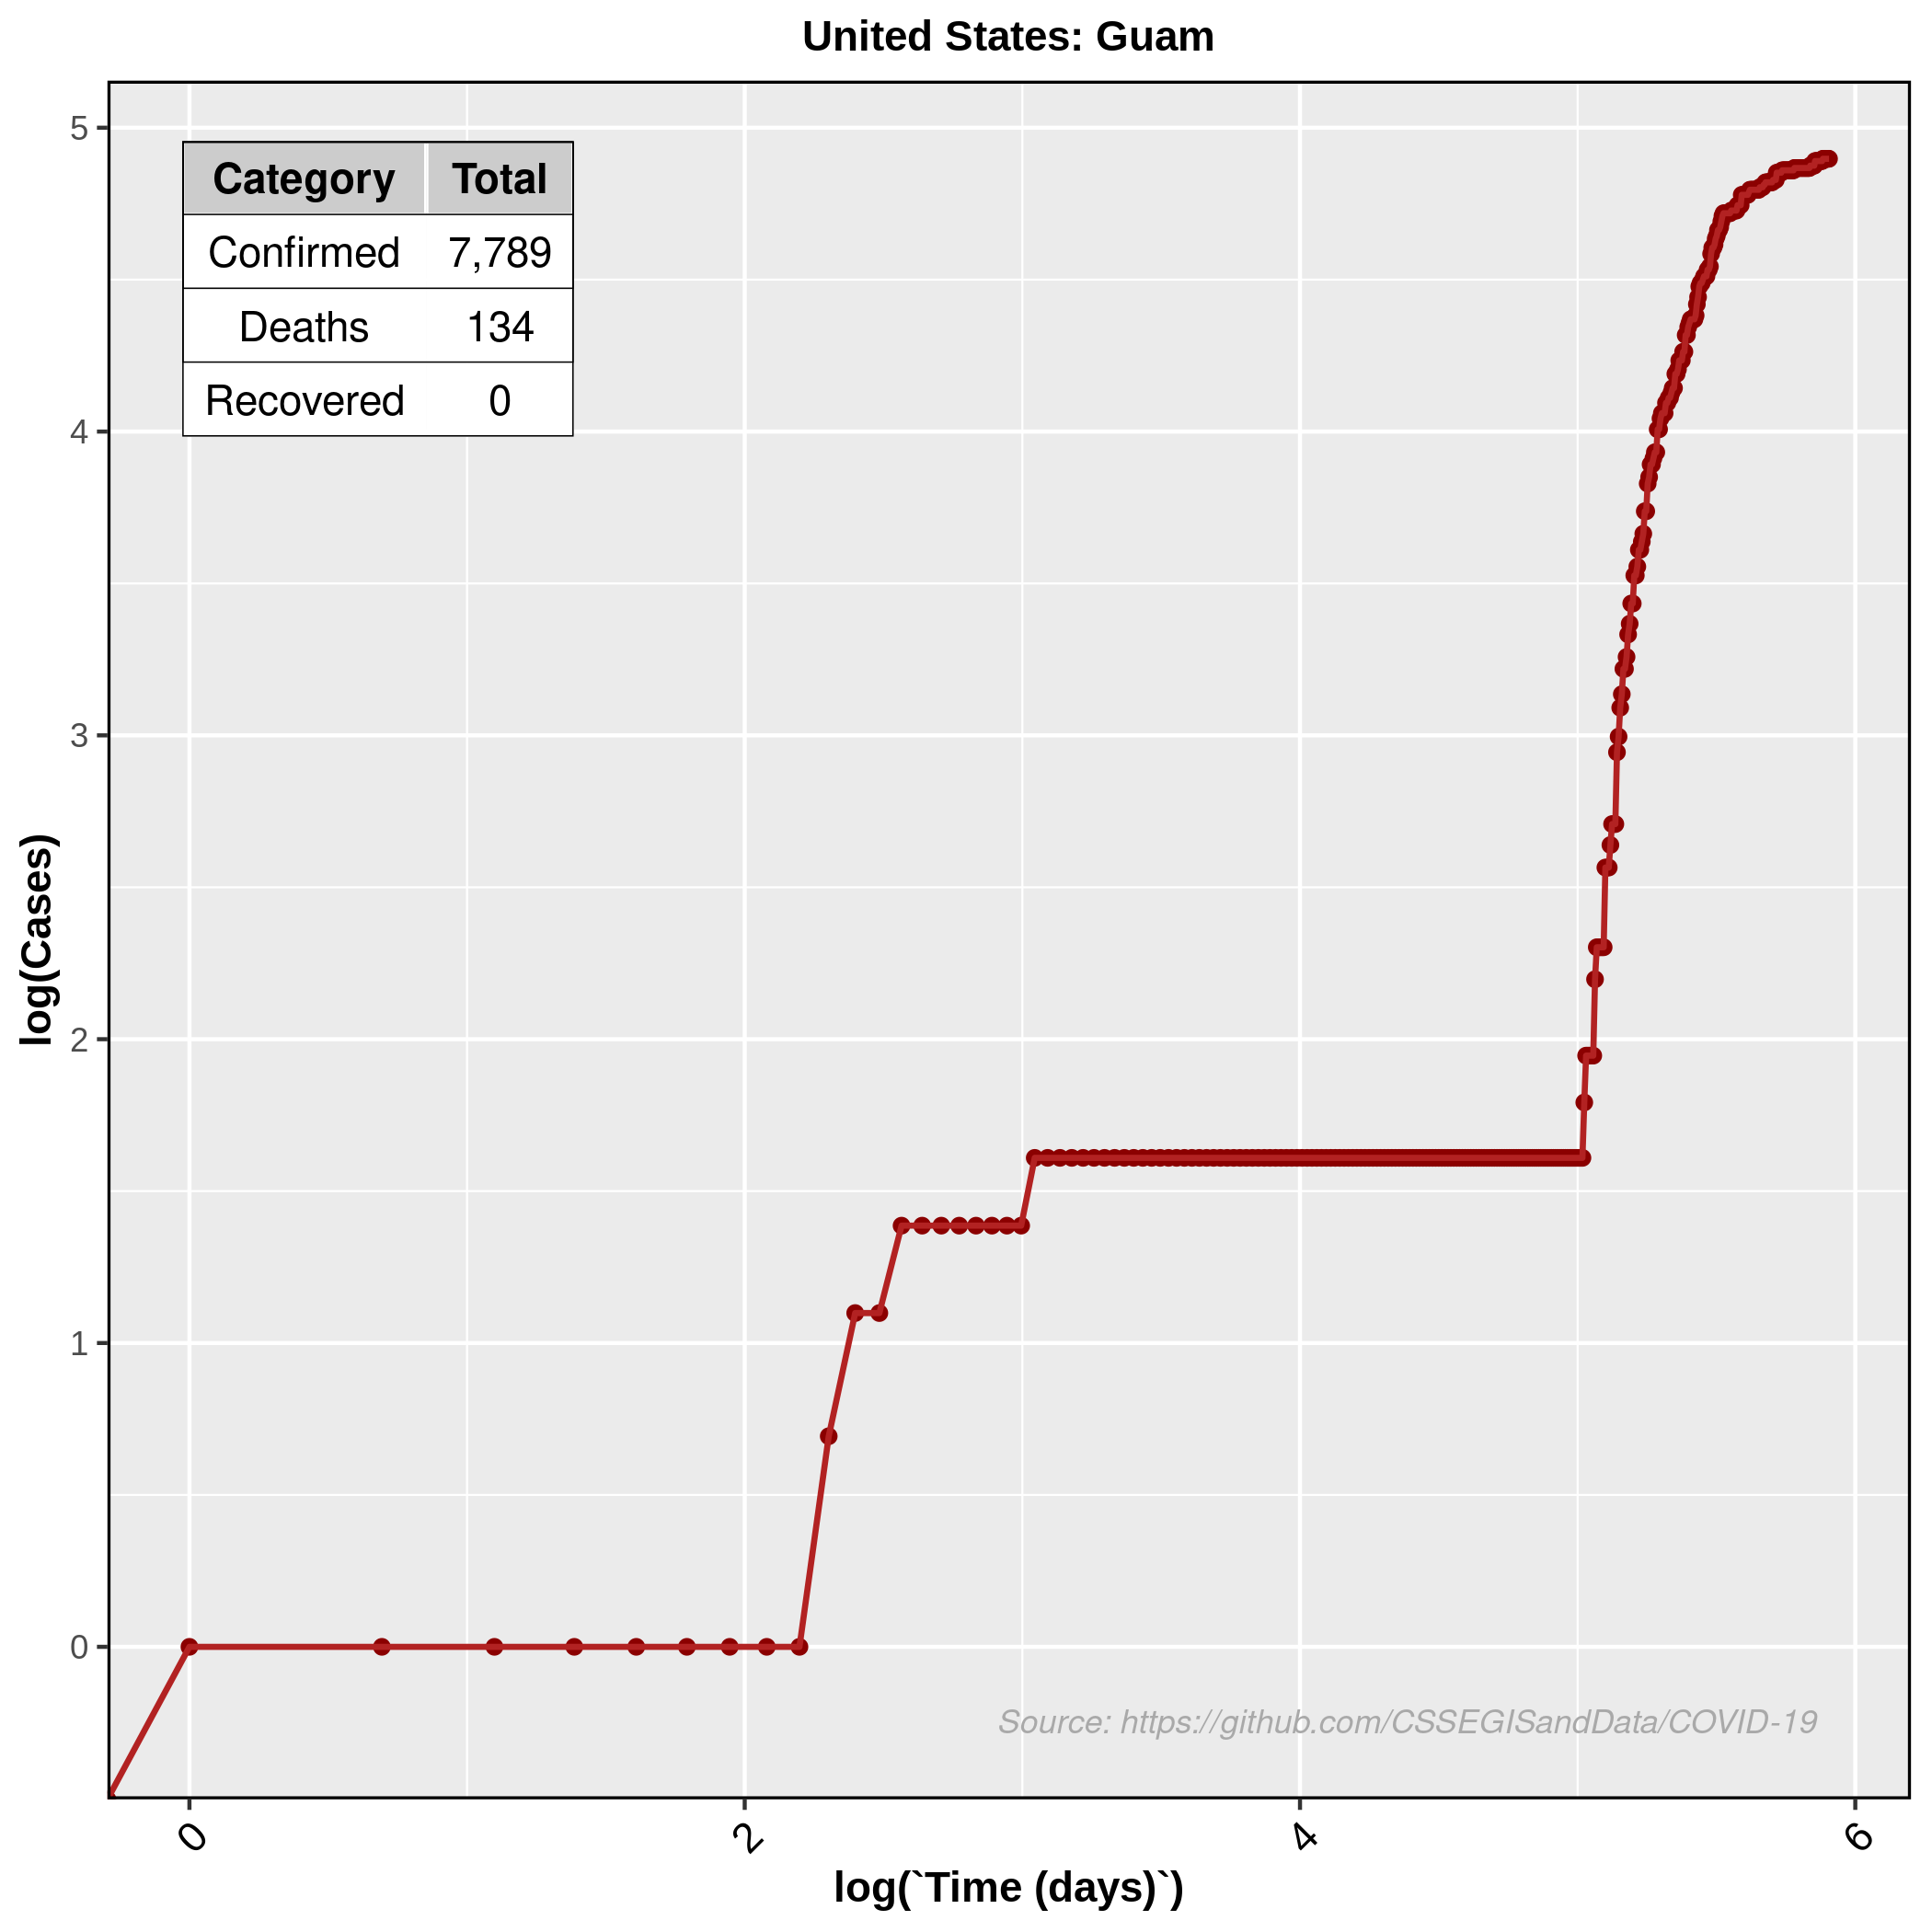 United States: Guam
Category Total
Confirmed 7,789
Deaths 134
Recovered 0
5
4
3
2
1
0
log(Cases)
Source: https://github.com/CSSEGISandData/COVID-19
0 2 4 6
log(`Time (days)`)